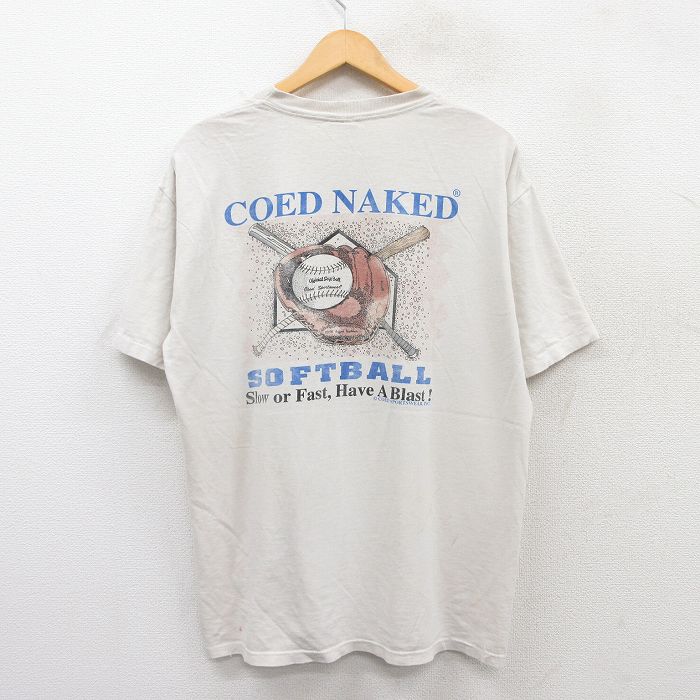 COED NAKED®
SOFTBALL
Slow or Fast, Have A Blast!